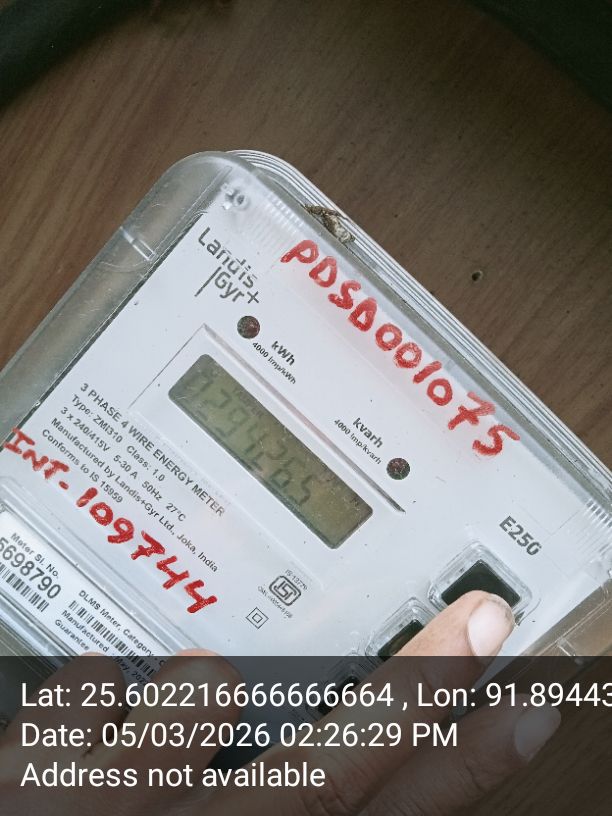 Landis
Gyr+
PDSD001075
kWh
4000 Imp/kWh
kvarh
4000 Imp/kvarh
3 PHASE 4 WIRE ENERGY METER
Type: ZMI310 Class: 1.0
3 x 240/415V 5-30 A 50Hz 27°C
Manufactured by Landis+Gyr Ltd., Joka, India
Conforms to IS 15959
INT-109744
E250
Meter Sl. No.
5698790
DLMS Meter, Category -
Manufactured
Guarantee
Lat: 25.602216666666664 , Lon: 91.89443
Date: 05/03/2026 02:26:29 PM
Address not available